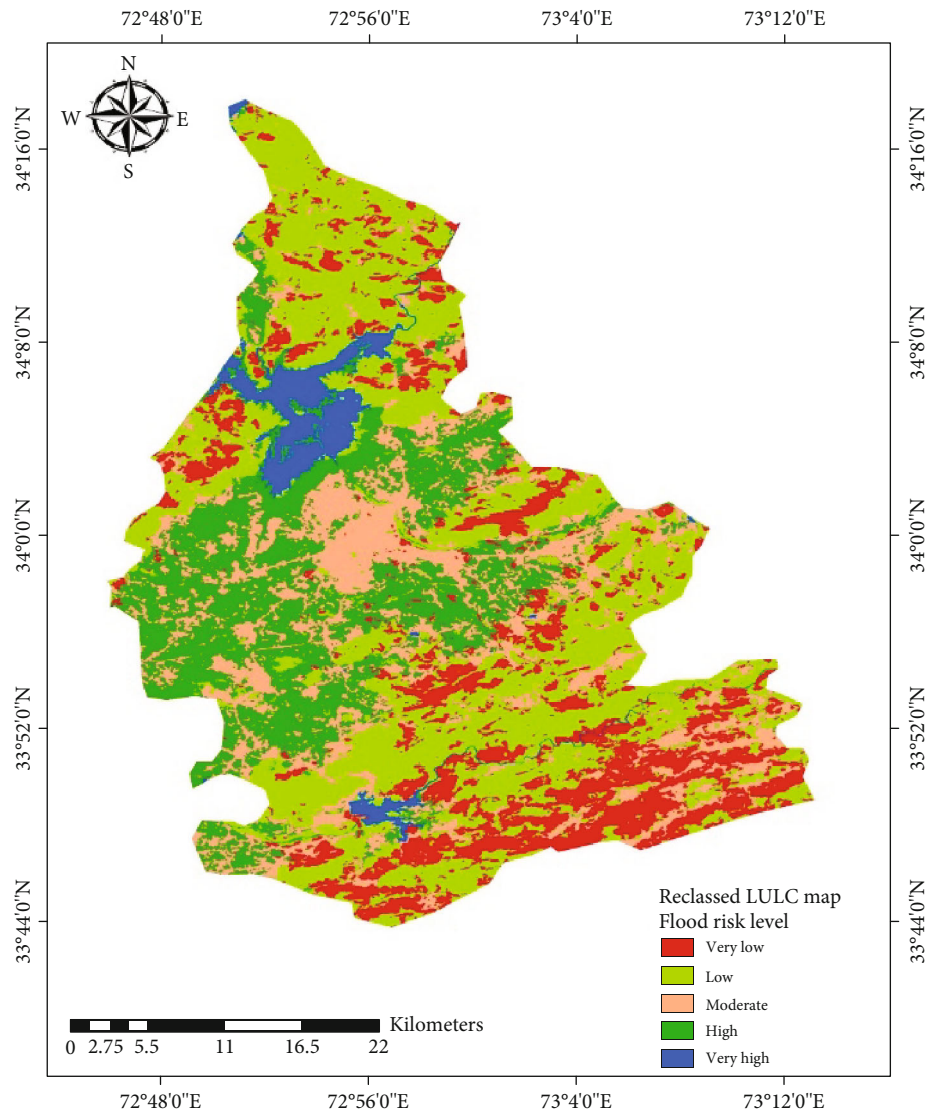 72°48'0"E 72°56'0"E 73°4'0"E 73°12'0"E
N
W E
S
34°16'0"N 34°16'0"N
34°8'0"N 34°8'0"N
34°0'0"N 34°0'0"N
33°52'0"N 33°52'0"N
33°44'0"N 33°44'0"N
Reclassed LULC map
Flood risk level
Very low
Low
Moderate
High
Very high
Kilometers
0 2.75 5.5 11 16.5 22
72°48'0"E 72°56'0"E 73°4'0"E 73°12'0"E